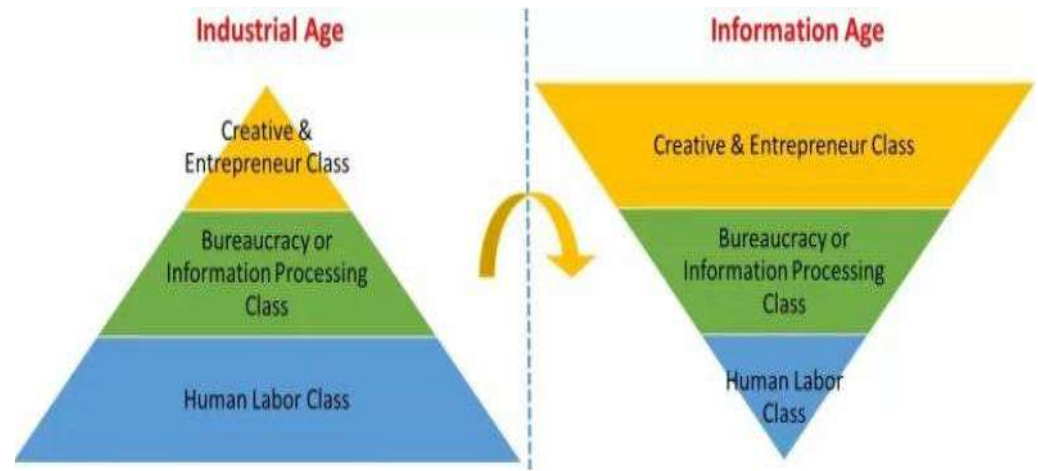 Industrial Age
Creative &
Entrepreneur Class
Bureaucracy or
Information Processing
Class
Human Labor Class
Information Age
Creative & Entrepreneur Class
Bureaucracy or
Information Processing
Class
Human Labor
Class